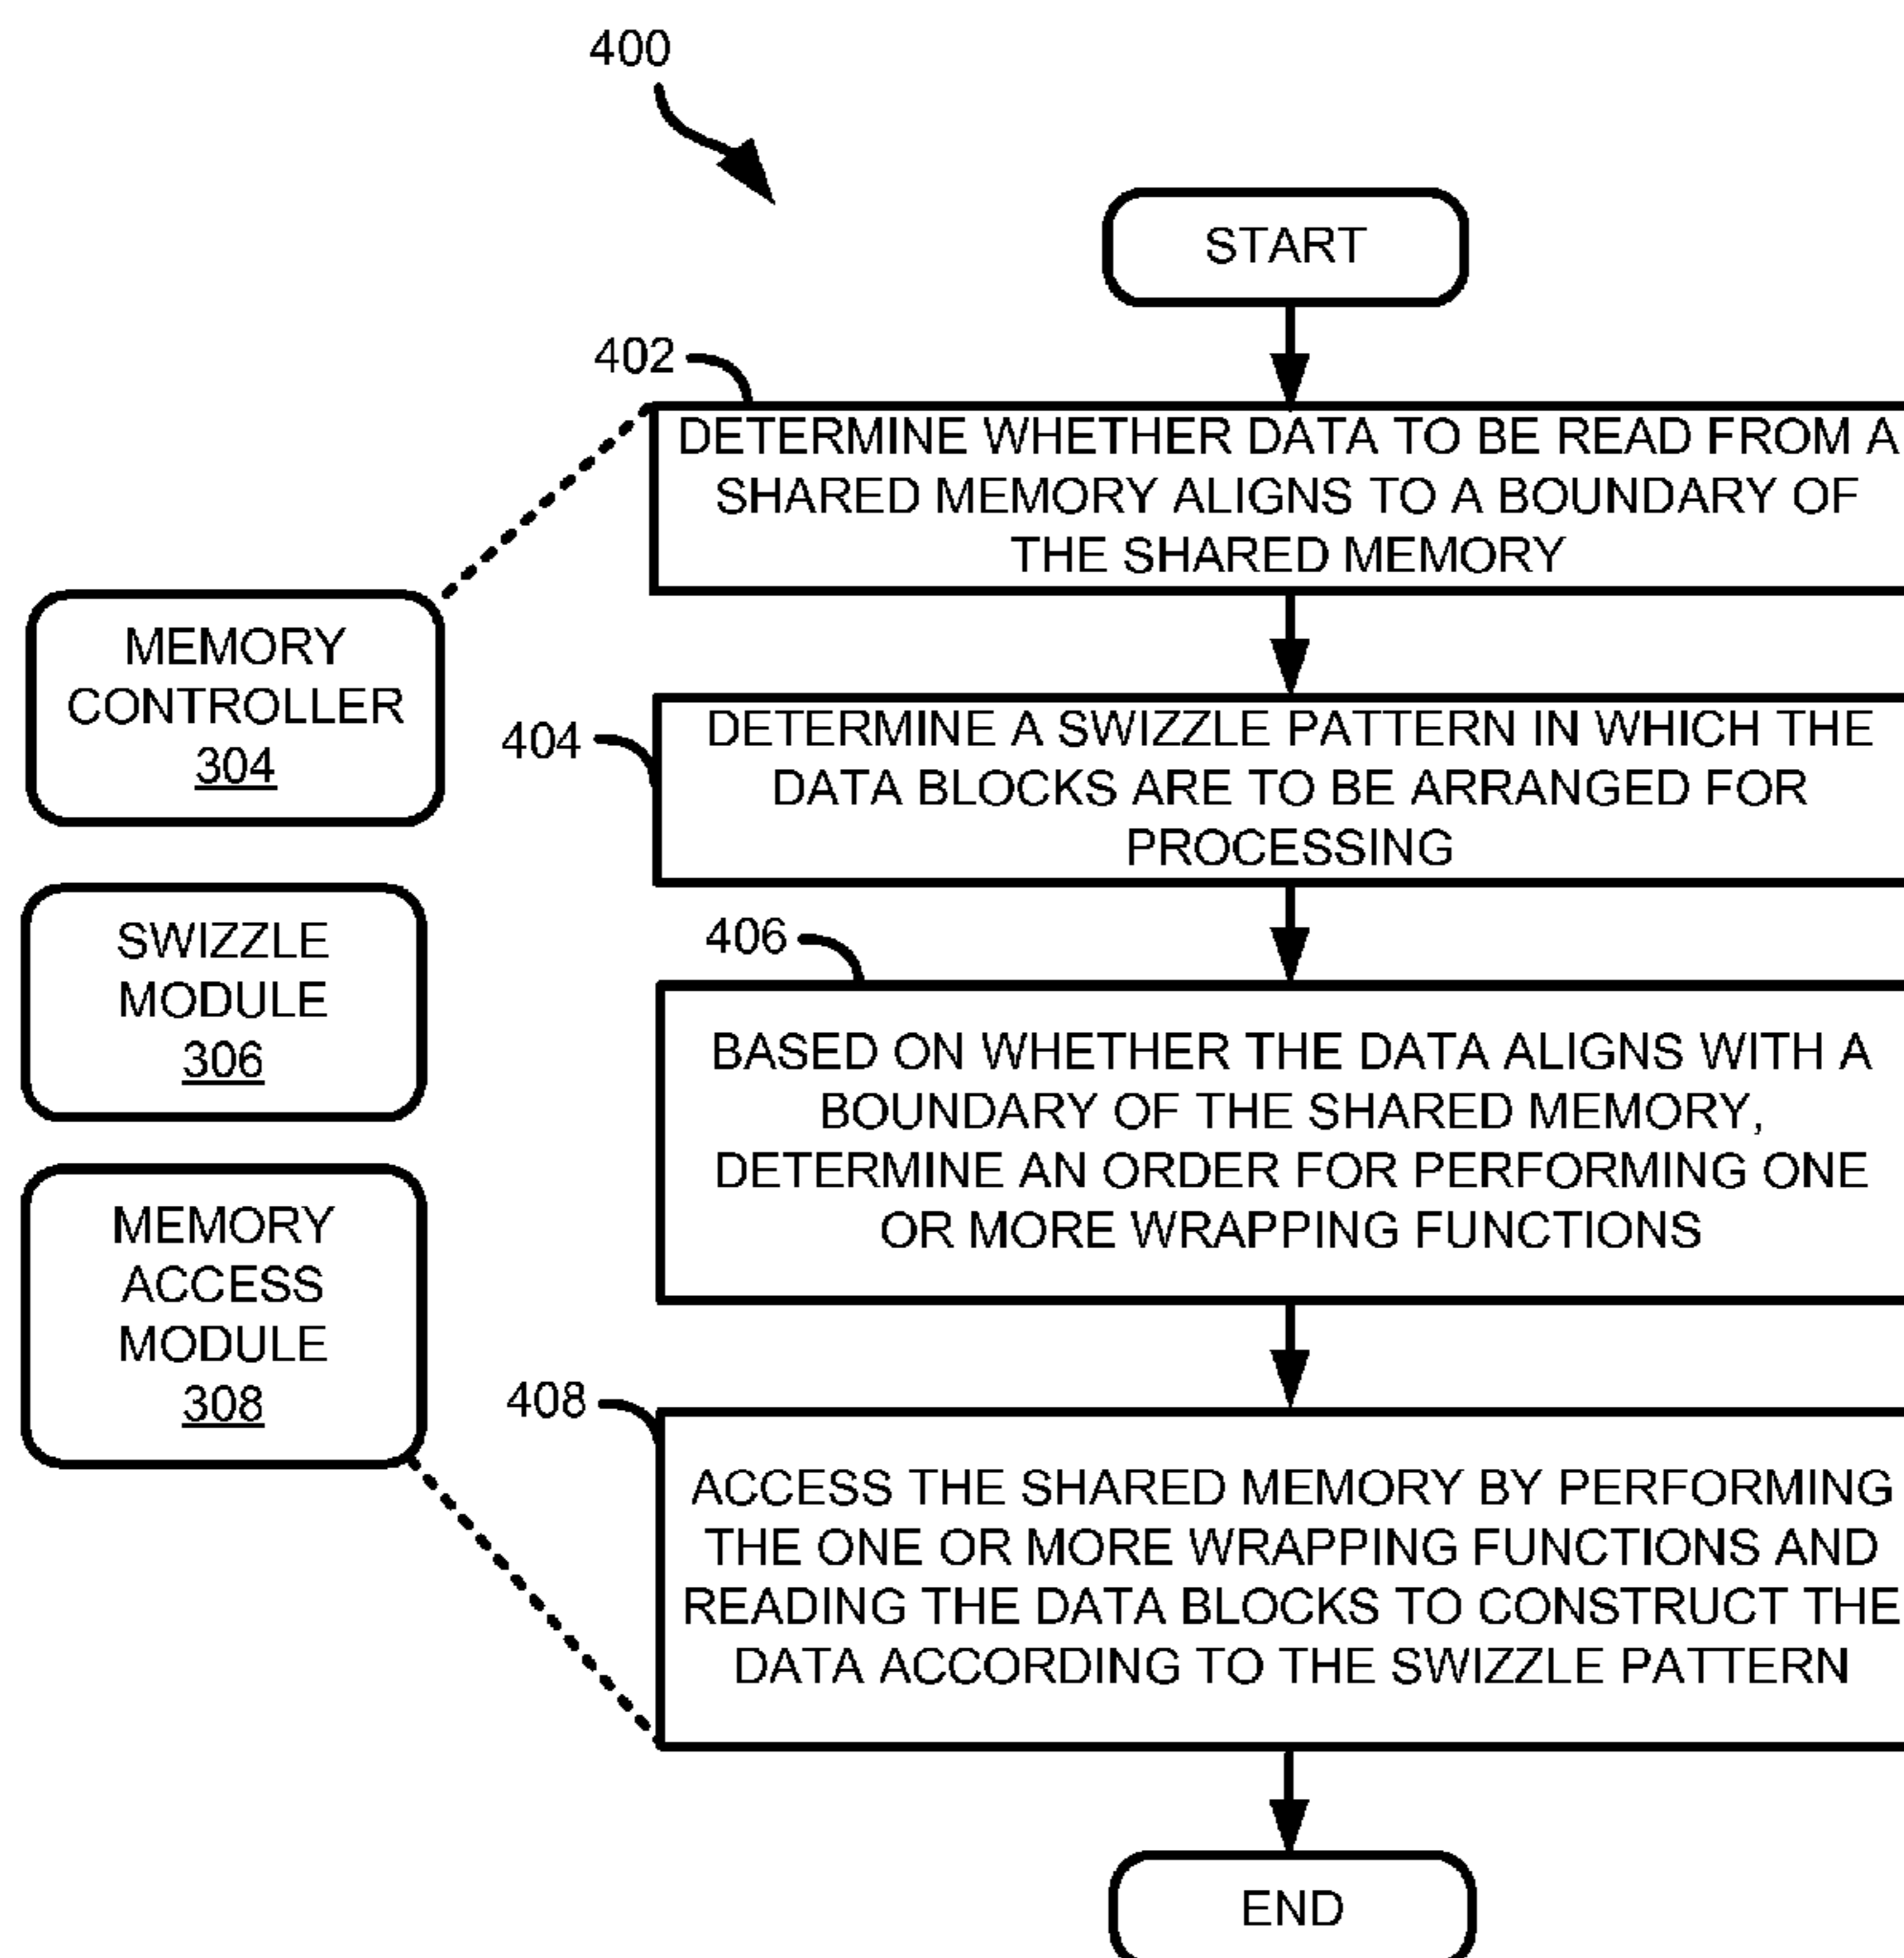 400
START
402
DETERMINE WHETHER DATA TO BE READ FROM A
SHARED MEMORY ALIGNS TO A BOUNDARY OF
THE SHARED MEMORY
MEMORY
CONTROLLER
304
404
DETERMINE A SWIZZLE PATTERN IN WHICH THE
DATA BLOCKS ARE TO BE ARRANGED FOR
PROCESSING
SWIZZLE
MODULE
306
406
BASED ON WHETHER THE DATA ALIGNS WITH A
BOUNDARY OF THE SHARED MEMORY,
DETERMINE AN ORDER FOR PERFORMING ONE
OR MORE WRAPPING FUNCTIONS
MEMORY
ACCESS
MODULE
308
408
ACCESS THE SHARED MEMORY BY PERFORMING
THE ONE OR MORE WRAPPING FUNCTIONS AND
READING THE DATA BLOCKS TO CONSTRUCT THE
DATA ACCORDING TO THE SWIZZLE PATTERN
END